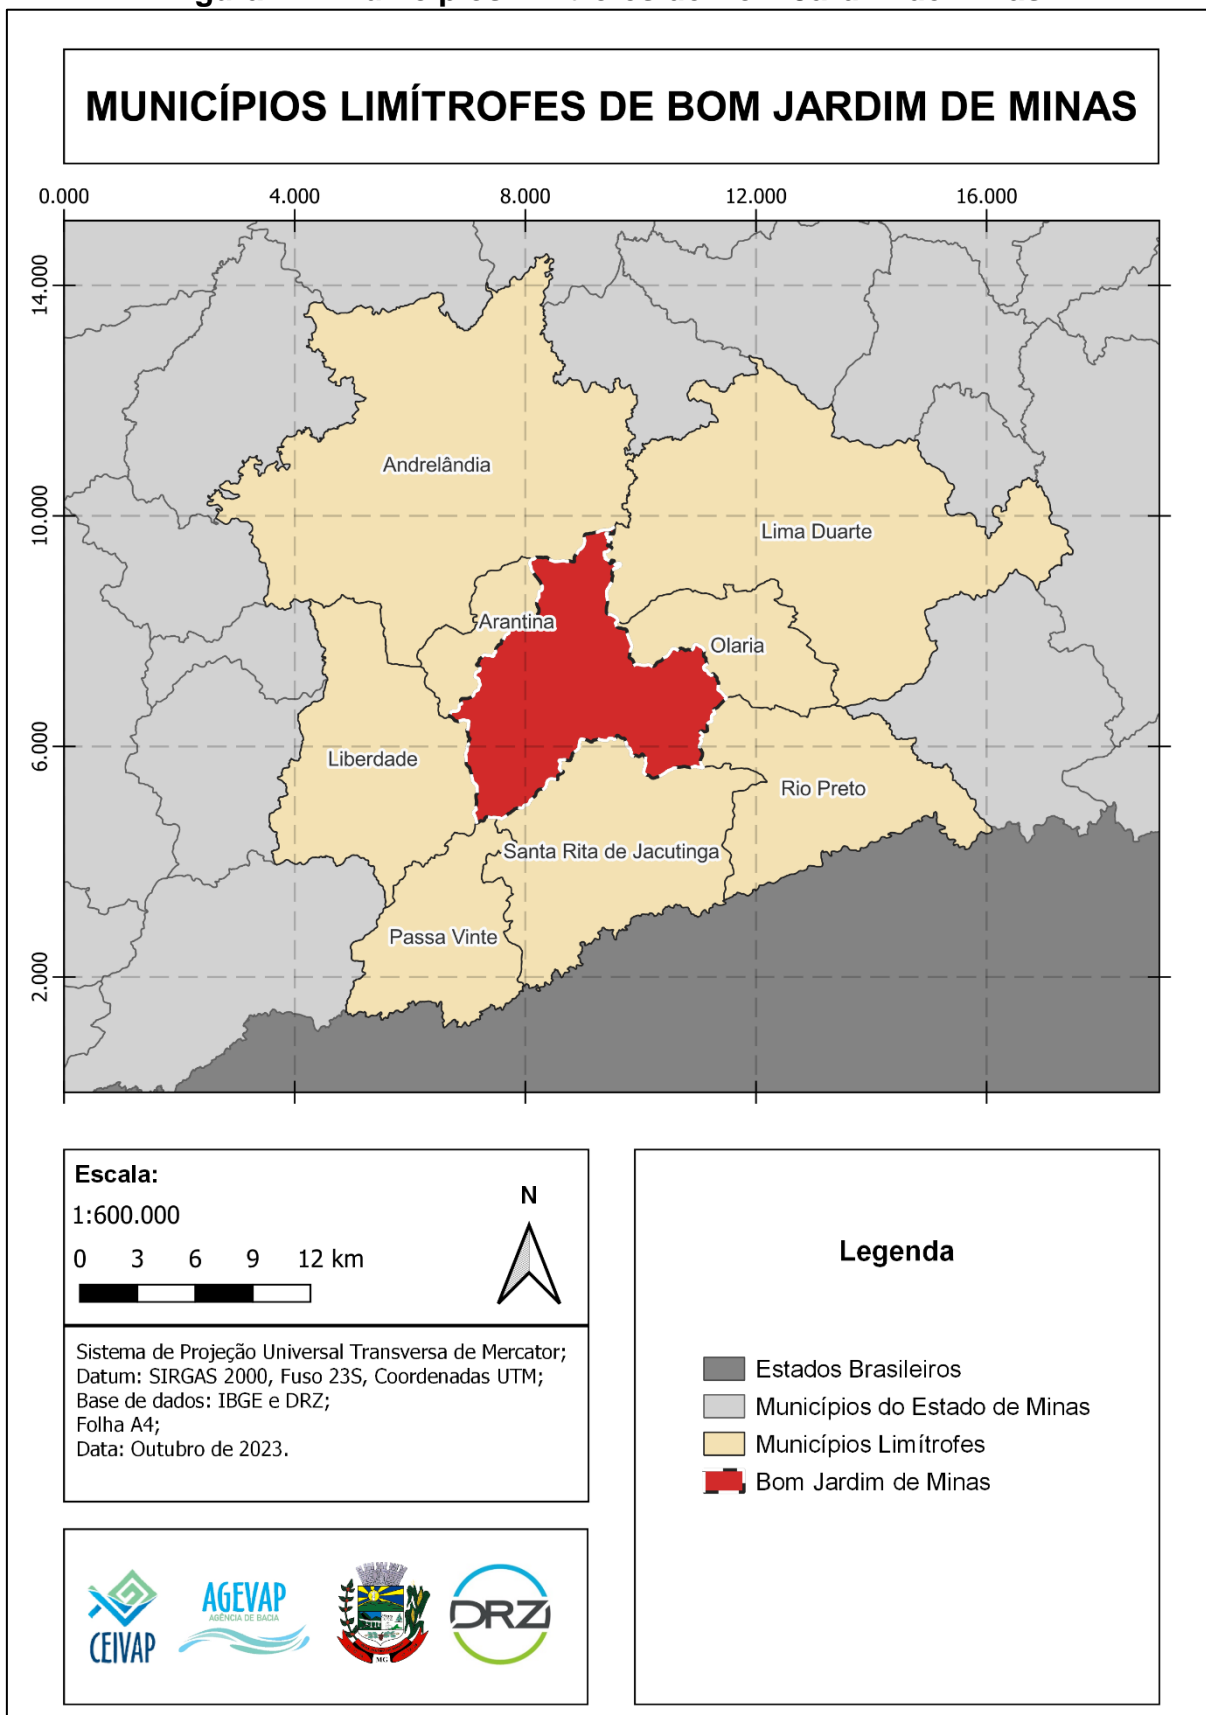 MUNICÍPIOS LIMÍTROFES DE BOM JARDIM DE MINAS
0.000 4.000 8.000 12.000 16.000
14.000
10.000
6.000
2.000
Andrelândia
Lima Duarte
Arantina
Olaria
Liberdade
Rio Preto
Santa Rita de Jacutinga
Passa Vinte
Escala:
1:600.000
0 3 6 9 12 km
N
Sistema de Projeção Universal Transversa de Mercator;
Datum: SIRGAS 2000, Fuso 23S, Coordenadas UTM;
Base de dados: IBGE e DRZ;
Folha A4;
Data: Outubro de 2023.
Legenda
Estados Brasileiros
Municípios do Estado de Minas
Municípios Limítrofes
Bom Jardim de Minas
CEIVAP
AGEVAP
AGÊNCIA DE BACIA
MG
DRZ